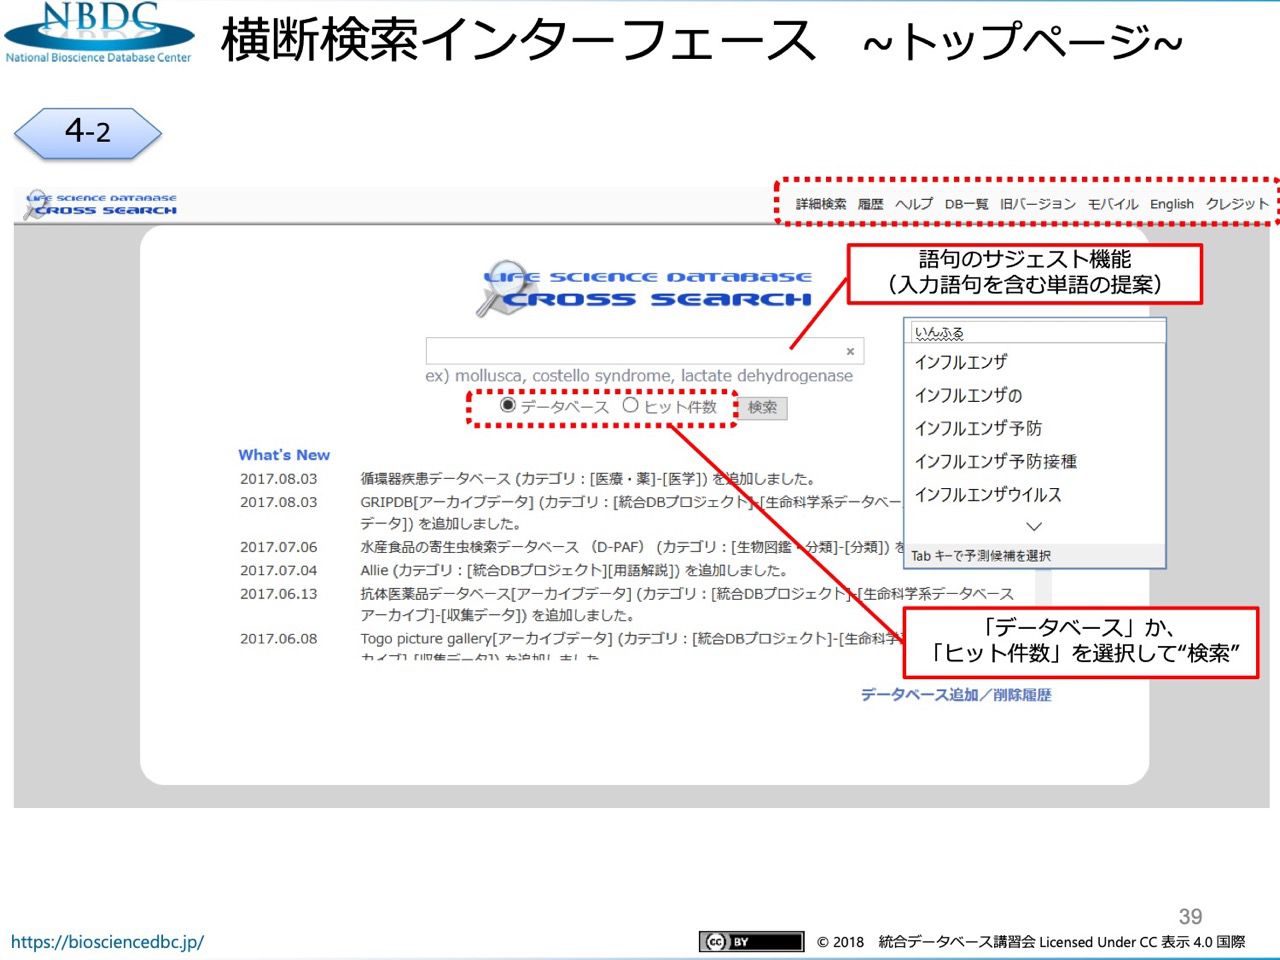 NBDC
National Bioscience Database Center
横断検索インターフェース ~トップページ~
4-2
LIFE SCIENCE DATABASE
CROSS SEARCH
詳細検索 履歴 ヘルプ DB一覧 旧バージョン モバイル English クレジット
語句のサジェスト機能
（入力語句を含む単語の提案）
LIFE SCIENCE DATABASE
CROSS SEARCH
×
ex) mollusca, costello syndrome, lactate dehydrogenase
データベース ヒット件数 検索
いんふる
インフルエンザ
インフルエンザの
インフルエンザ予防
インフルエンザ予防接種
インフルエンザウイルス
Tab キーで予測候補を選択
What's New
2017.08.03 循環器疾患データベース (カテゴリ：[医療・薬]-[医学]) を追加しました。
2017.08.03 GRIPDB[アーカイブデータ] (カテゴリ：[統合DBプロジェクト]-[生命科学系データベー
データ]) を追加しました。
2017.07.06 水産食品の寄生虫検索データベース （D-PAF） (カテゴリ：[生物図鑑・分類]-[分類]) を
2017.07.04 Allie (カテゴリ：[統合DBプロジェクト][用語解説]) を追加しました。
2017.06.13 抗体医薬品データベース[アーカイブデータ] (カテゴリ：[統合DBプロジェクト]-[生命科学系データベース
アーカイブ]-[収集データ]) を追加しました。
2017.06.08 Togo picture gallery[アーカイブデータ] (カテゴリ：[統合DBプロジェクト]-[生命科学
カイブ]-[収集データ]) を追加しました
「データベース」か、
「ヒット件数」を選択して“検索”
データベース追加／削除履歴
39
https://biosciencedbc.jp/
cc BY © 2018 統合データベース講習会 Licensed Under CC 表示 4.0 国際